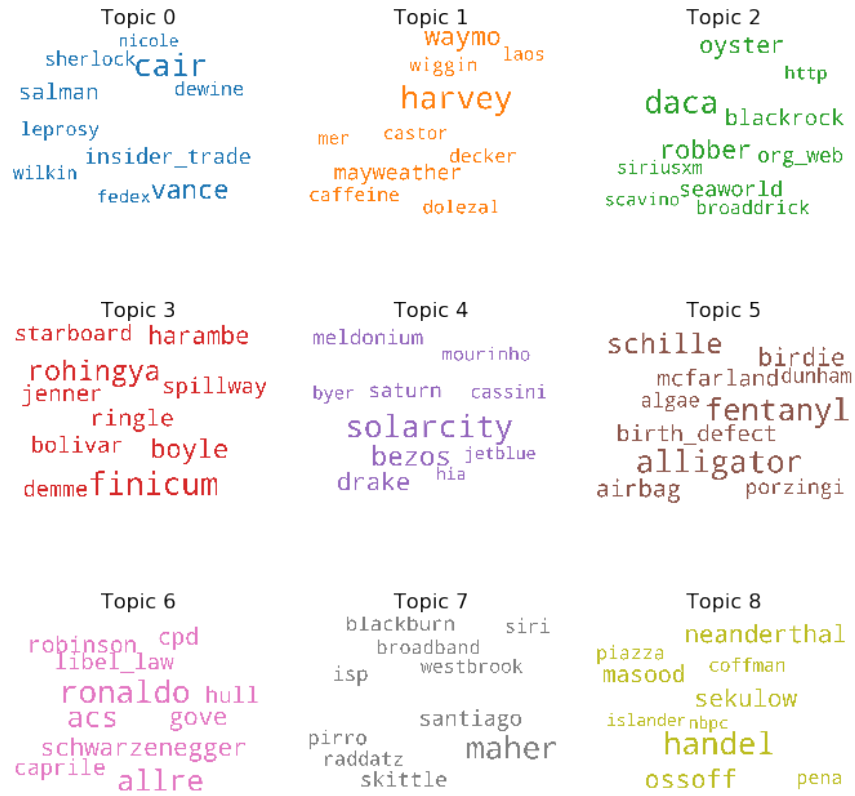 Topic 0
nicole
sherlock cair
salman dewine
leprosy
insider_trade
wilkin
fedex vance
Topic 1
waymo
laos
wiggin
harvey
mer castor
decker
mayweather
caffeine
dolezal
Topic 2
oyster
http
daca
blackrock
robber org_web
siriusxm
seaworld
scavino
broaddrick
Topic 3
starboard harambe
rohingya
jenner spillway
ringle
bolivar boyle
demme finicum
Topic 4
meldonium
mourinho
byer saturn cassini
solarcity
bezos jetblue
drake hia
Topic 5
schille birdie
mcfarland dunham
algae fentanyl
birth_defect
alligator
airbag porzingi
Topic 6
robinson cpd
libel_law
ronaldo hull
acs gove
schwarzenegger
caprile
allre
Topic 7
blackburn siri
broadband
isp westbrook
santiago
pirro maher
raddatz
skittle
Topic 8
neanderthal
piazza
masood coffman
sekulow
islander nbpc
handel
ossoff pena